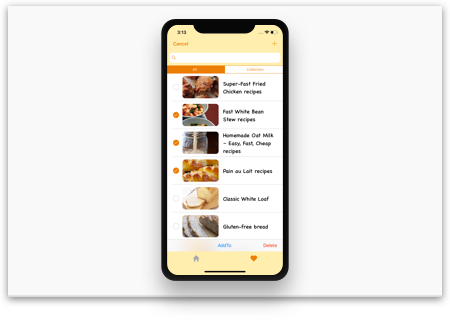 3:13
Cancel
+
All
Collection
Super-Fast Fried
Chicken recipes
Fast White Bean
Stew recipes
Homemade Oat Milk
– Easy, Fast, Cheap
recipes
Pain au Lait recipes
Classic White Loaf
Gluten-free bread
AddTo
Delete